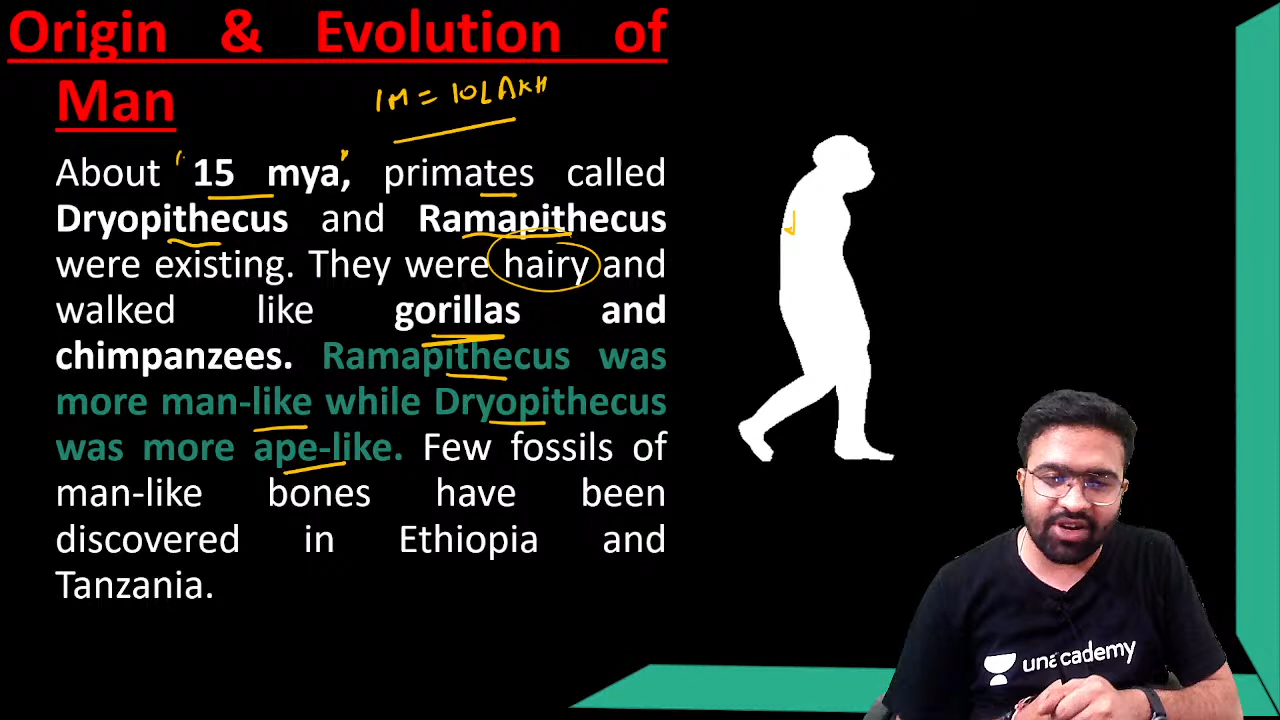 Origin & Evolution of
Man
1M = 10LAKH
About '15 mya', primates called
Dryopithecus and Ramapithecus
were existing. They were hairy and
walked like gorillas and
chimpanzees. Ramapithecus was
more man-like while Dryopithecus
was more ape-like. Few fossils of
man-like bones have been
discovered in Ethiopia and
Tanzania.
unacademy